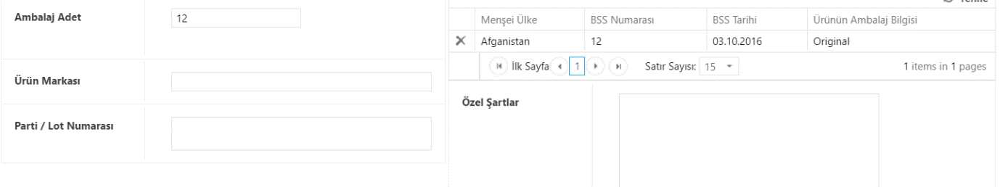 Ambalaj Adet
12
Ürün Markası
Parti / Lot Numarası
Menşei Ülke BSS Numarası BSS Tarihi Ürünün Ambalaj Bilgisi
Afganistan 12 03.10.2016 Original
İlk Sayfa 1 Satır Sayısı: 15 1 items in 1 pages
Özel Şartlar